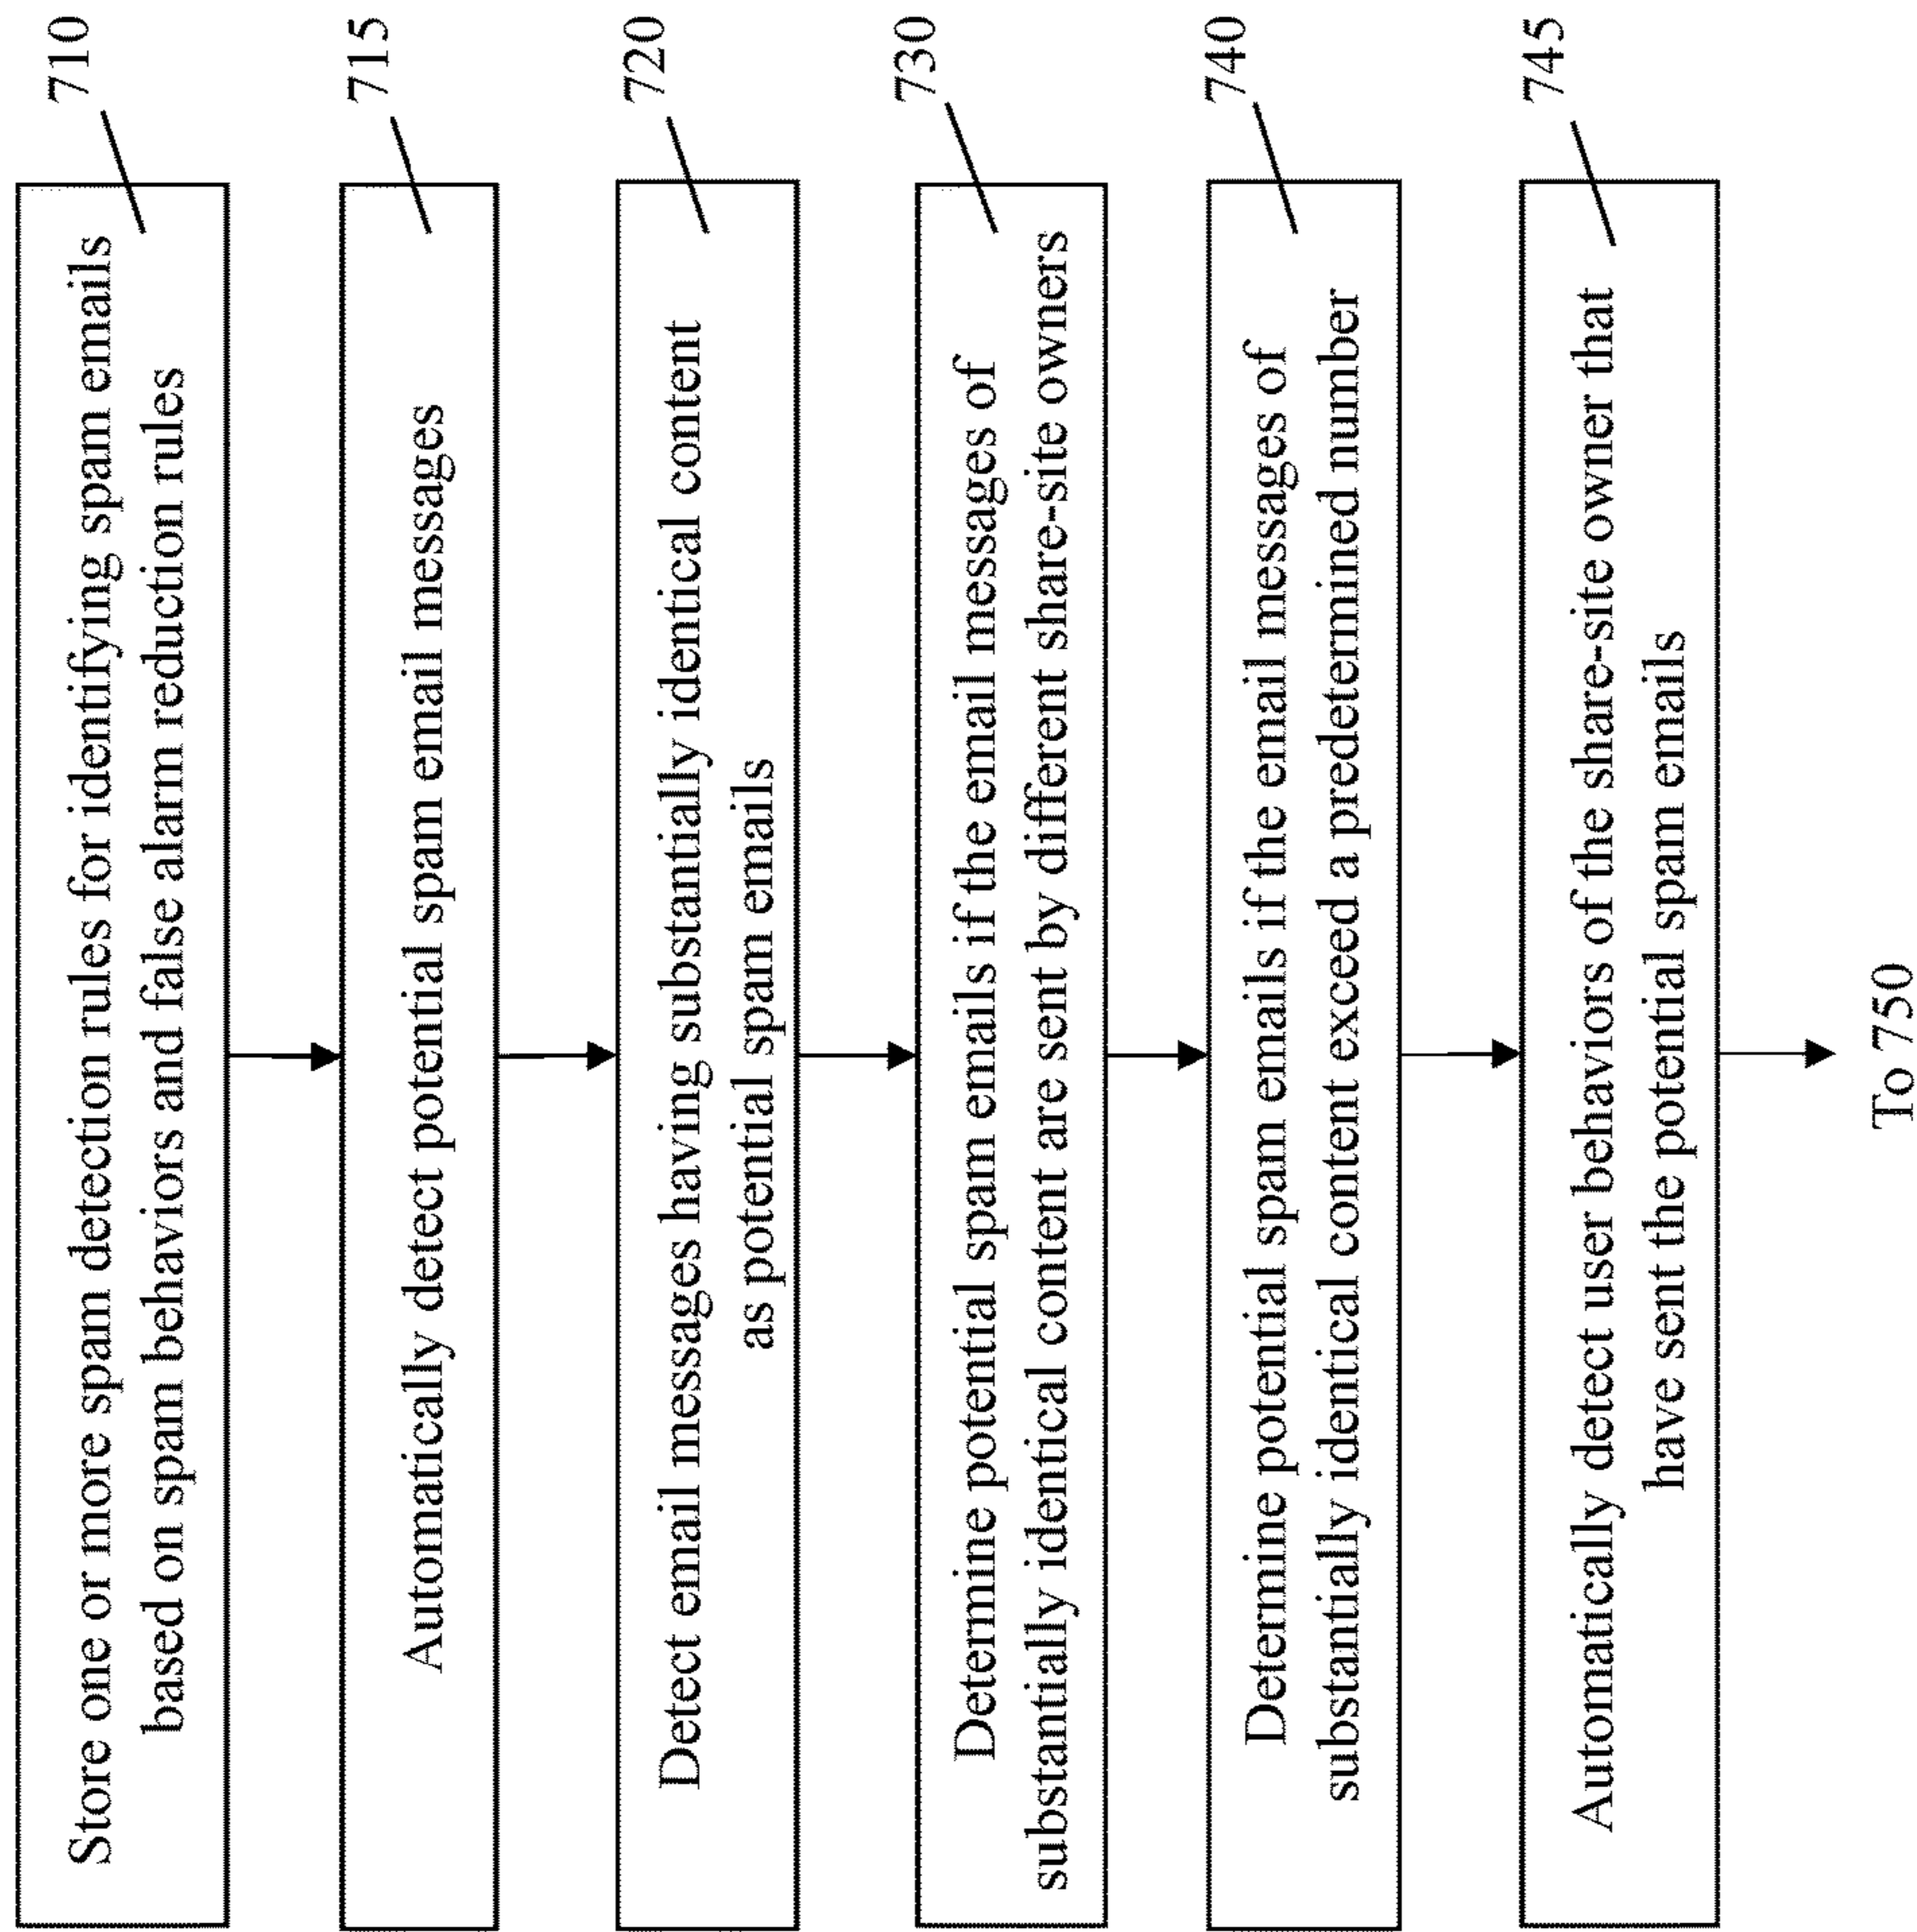 710
Store one or more spam detection rules for identifying spam emails
based on spam behaviors and false alarm reduction rules
715
Automatically detect potential spam email messages
720
Detect email messages having substantially identical content
as potential spam emails
730
Determine potential spam emails if the email messages of
substantially identical content are sent by different share-site owners
740
Determine potential spam emails if the email messages of
substantially identical content exceed a predetermined number
745
Automatically detect user behaviors of the share-site owner that
have sent the potential spam emails
To 750